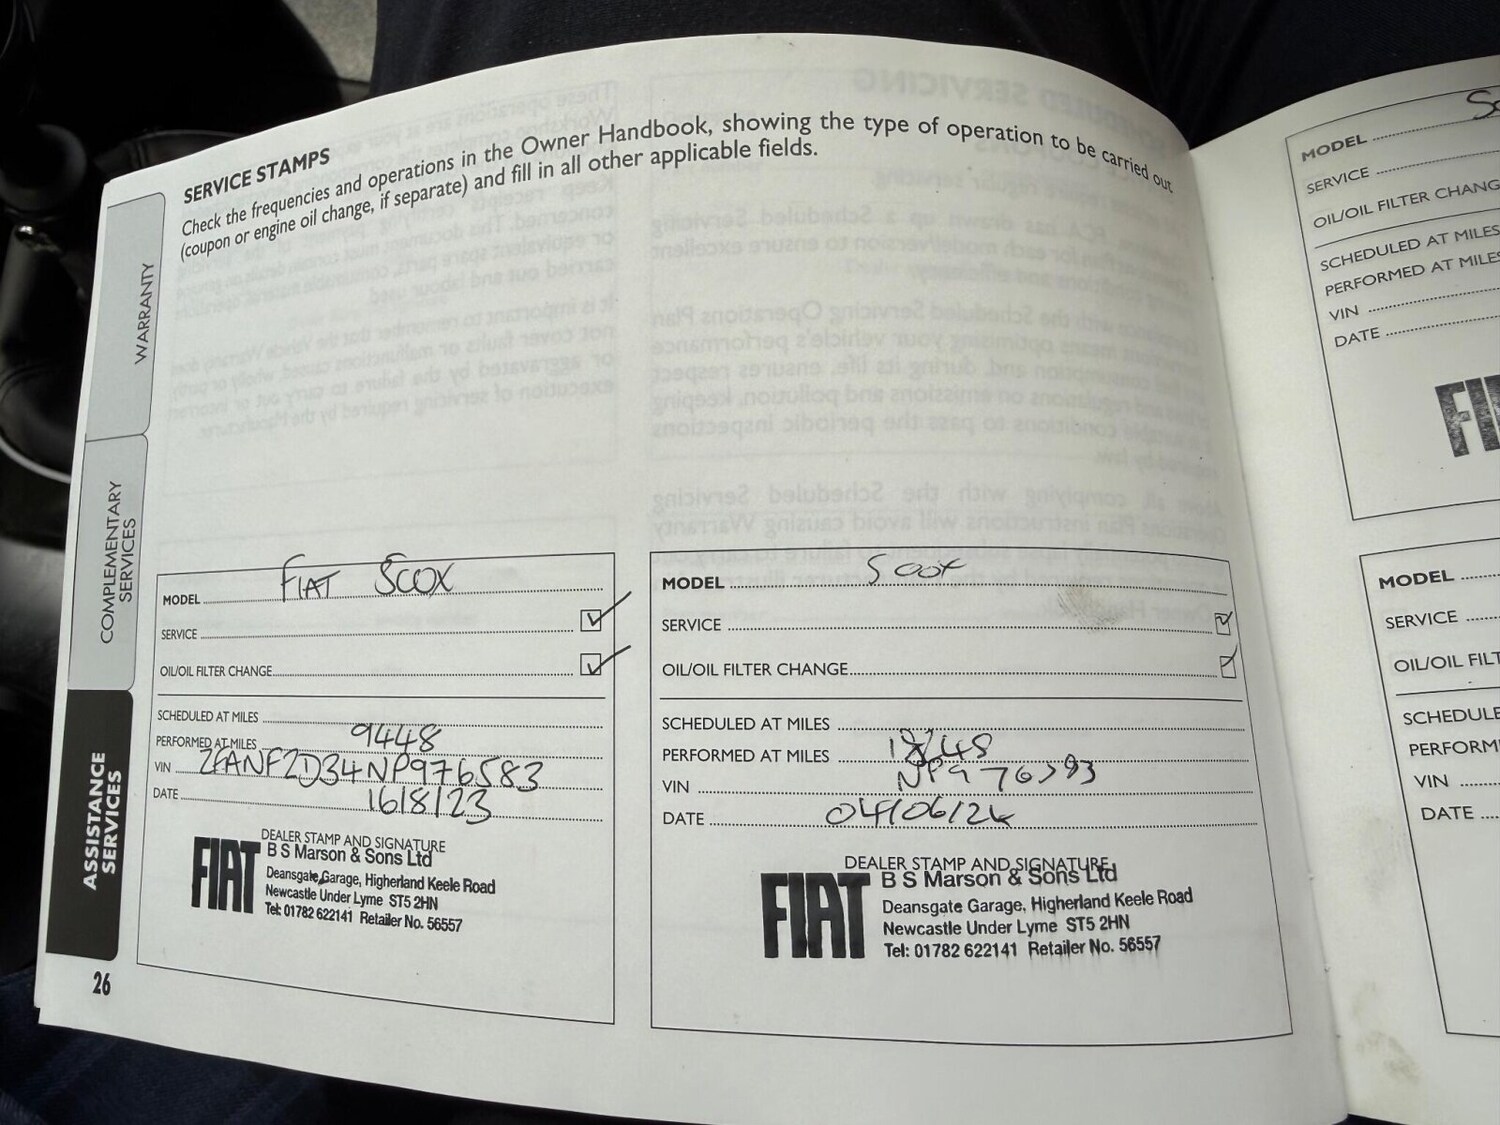 SERVICE STAMPS
Check the frequencies and operations in the Owner Handbook, showing the type of operation to be carried out
(coupon or engine oil change, if separate) and fill in all other applicable fields.
WARRANTY
COMPLEMENTARY
SERVICES
ASSISTANCE
SERVICES
26
MODEL FIAT 500X
SERVICE
OIL/OIL FILTER CHANGE
SCHEDULED AT MILES
PERFORMED AT MILES 9448
VIN ZFANF2D34NP976583
DATE 16/8/23
DEALER STAMP AND SIGNATURE
FIAT
B S Marson & Sons Ltd
Deansgate Garage, Higherland Keele Road
Newcastle Under Lyme ST5 2HN
Tel: 01782 622141 Retailer No. 56557
MODEL 500X
SERVICE
OIL/OIL FILTER CHANGE
SCHEDULED AT MILES
PERFORMED AT MILES
VIN NP976583
DATE 04/06/24
DEALER STAMP AND SIGNATURE
FIAT
B S Marson & Sons Ltd
Deansgate Garage, Higherland Keele Road
Newcastle Under Lyme ST5 2HN
Tel: 01782 622141 Retailer No. 56557
MODEL
SERVICE
OIL/OIL FILTER CHANG
SCHEDULED AT MILES
PERFORMED AT MILES
VIN
DATE
FI
MODEL
SERVICE
OIL/OIL FILT
SCHEDULE
PERFORM
VIN
DATE